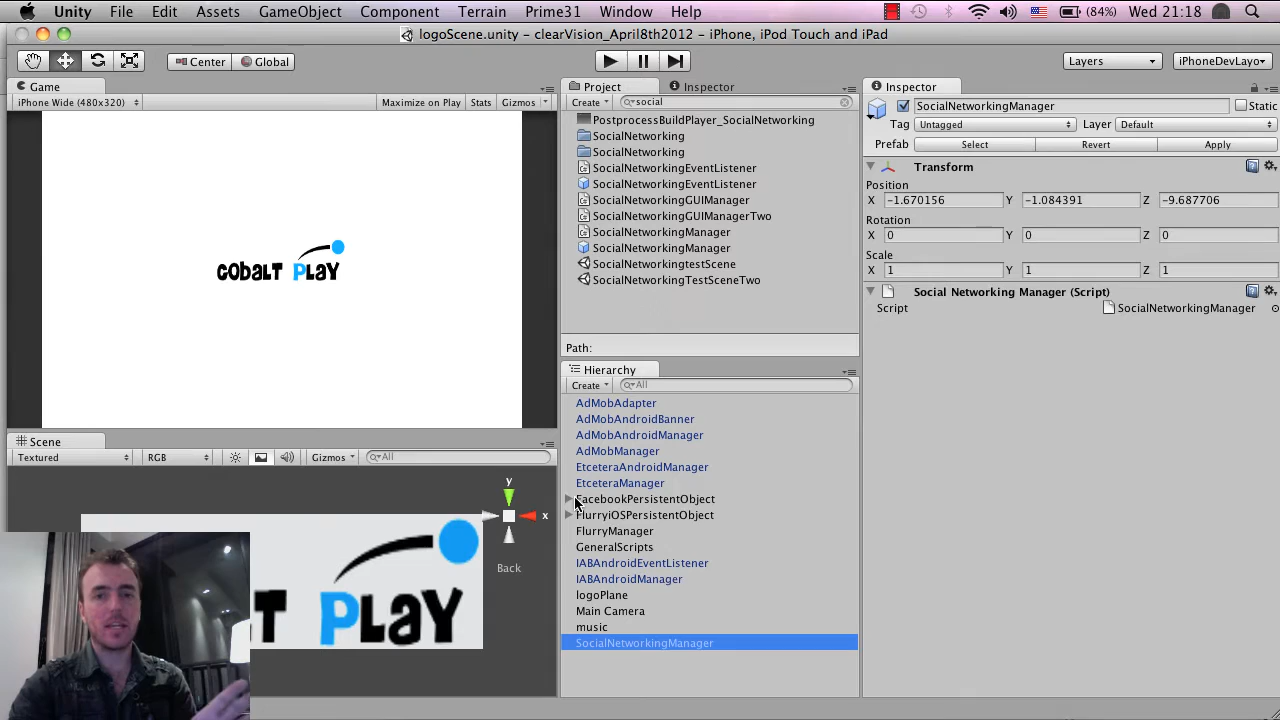 Unity File Edit Assets GameObject Component Terrain Prime31 Window Help (84%) Wed 21:18
logoScene.unity – clearVision_April8th2012 – iPhone, iPod Touch and iPad
Center Global Layers iPhoneDevLayo
Game
iPhone Wide (480x320) Maximize on Play Stats Gizmos
COBALT PLAY
Scene
Textured RGB Gizmos All
y
x
Back
T PLAY
Project Inspector
Create social
PostprocessBuildPlayer_SocialNetworking
SocialNetworking
SocialNetworking
SocialNetworkingEventListener
SocialNetworkingEventListener
SocialNetworkingGUIManager
SocialNetworkingGUIManagerTwo
SocialNetworkingManager
SocialNetworkingManager
SocialNetworkingtestScene
SocialNetworkingTestSceneTwo
Path:
Hierarchy
Create All
AdMobAdapter
AdMobAndroidBanner
AdMobAndroidManager
AdMobManager
EtceteraAndroidManager
EtceteraManager
FacebookPersistentObject
FlurryiOSPersistentObject
FlurryManager
GeneralScripts
IABAndroidEventListener
IABAndroidManager
logoPlane
Main Camera
music
SocialNetworkingManager
Inspector
SocialNetworkingManager Static
Tag Untagged Layer Default
Prefab Select Revert Apply
Transform
Position
X -1.670156 Y -1.084391 Z -9.687706
Rotation
X 0 Y 0 Z 0
Scale
X 1 Y 1 Z 1
Social Networking Manager (Script)
Script SocialNetworkingManager